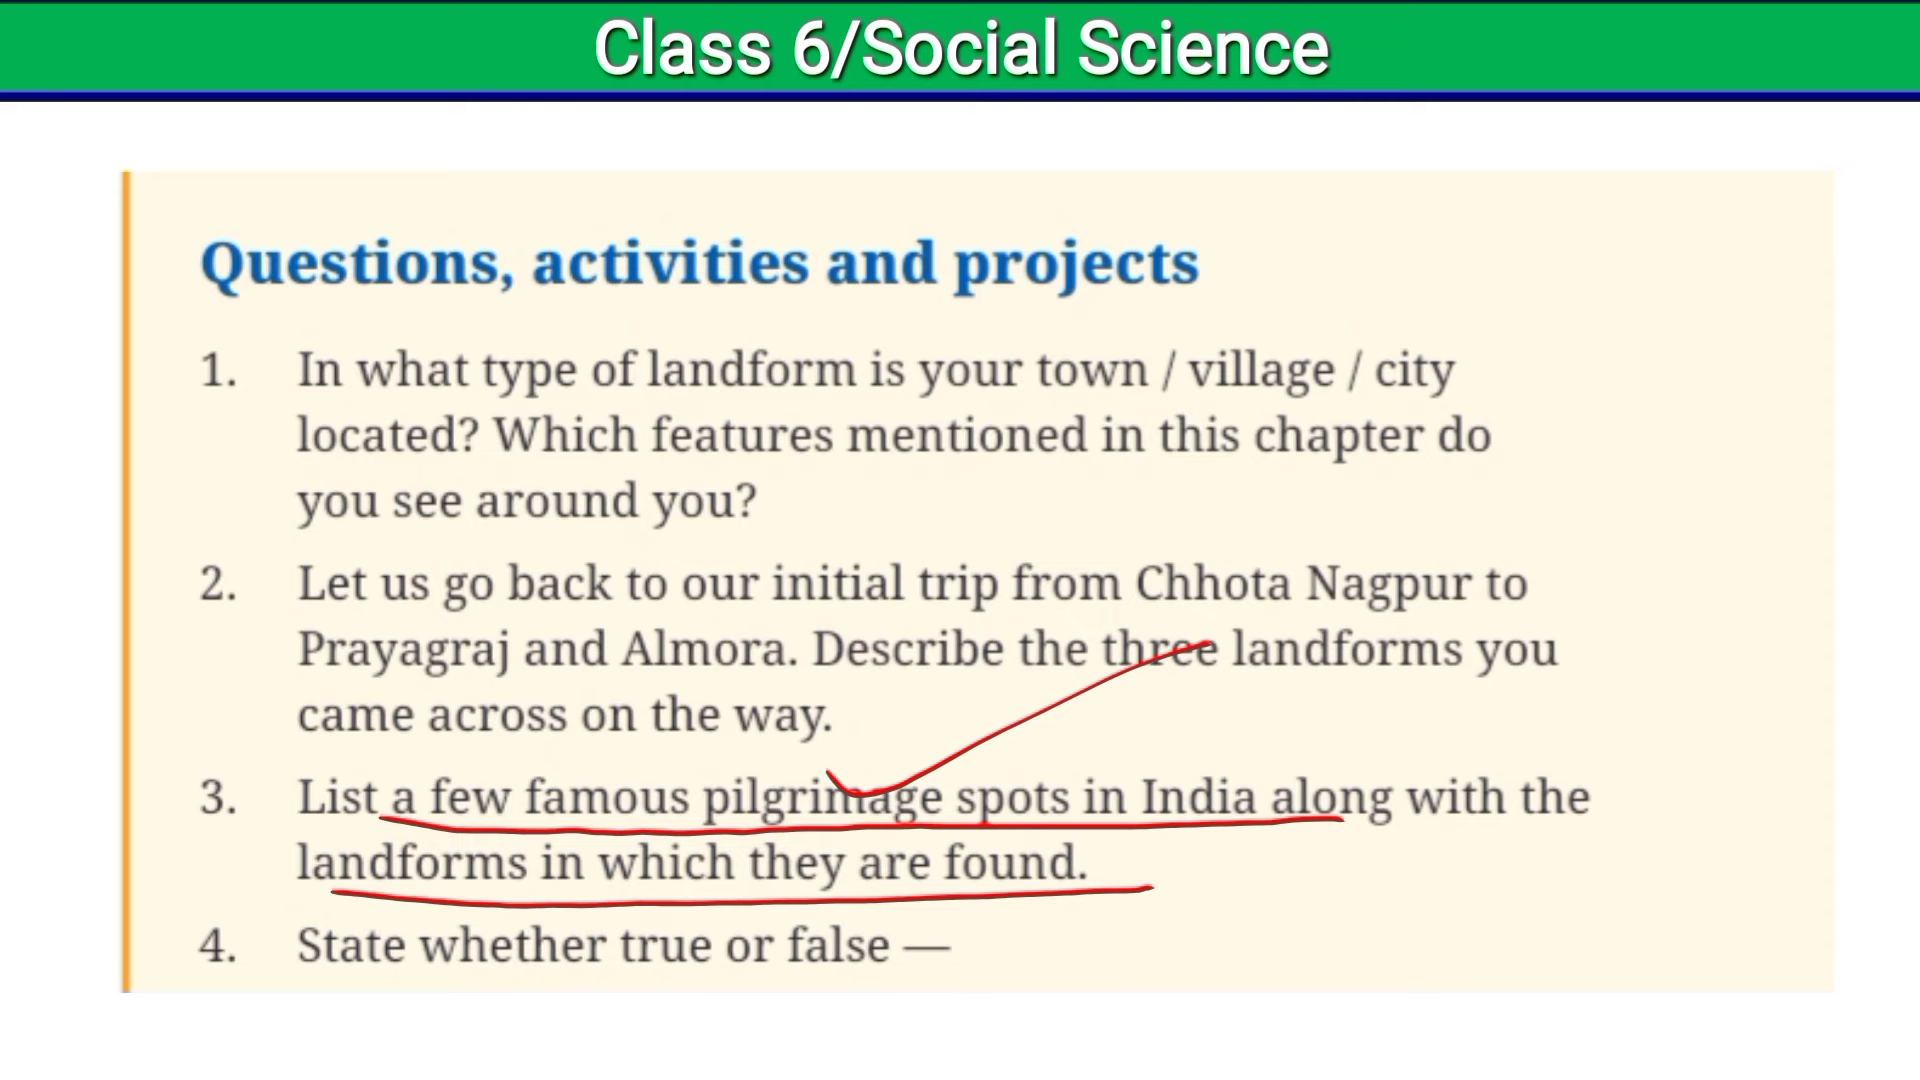 Class 6/Social Science
Questions, activities and projects
1. In what type of landform is your town / village / city
located? Which features mentioned in this chapter do
you see around you?
2. Let us go back to our initial trip from Chhota Nagpur to
Prayagraj and Almora. Describe the three landforms you
came across on the way.
3. List a few famous pilgrimage spots in India along with the
landforms in which they are found.
4. State whether true or false —